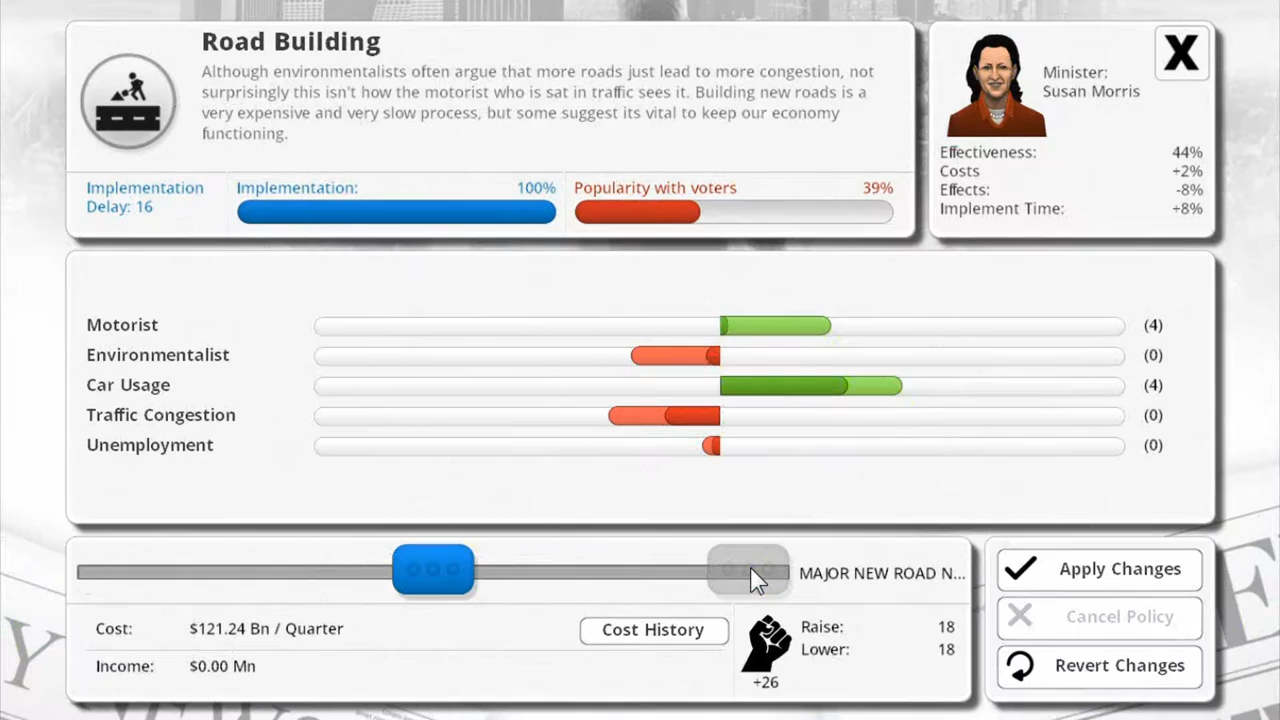 Road Building
Although environmentalists often argue that more roads just lead to more congestion, not
surprisingly this isn't how the motorist who is sat in traffic sees it. Building new roads is a
very expensive and very slow process, but some suggest its vital to keep our economy
functioning.
Implementation
Delay: 16
Implementation: 100%
Popularity with voters 39%
X
Minister:
Susan Morris
Effectiveness: 44%
Costs +2%
Effects: -8%
Implement Time: +8%
Motorist (4)
Environmentalist (0)
Car Usage (4)
Traffic Congestion (0)
Unemployment (0)
MAJOR NEW ROAD N...
Cost: $121.24 Bn / Quarter
Income: $0.00 Mn
Cost History
+26
Raise: 18
Lower: 18
Apply Changes
Cancel Policy
Revert Changes